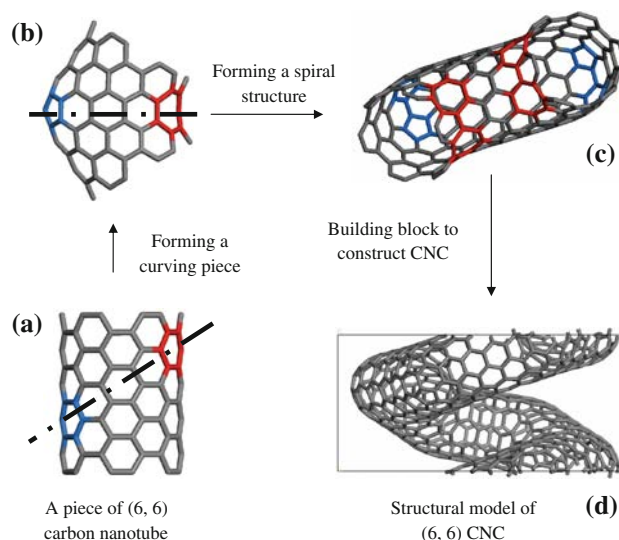 (b)
Forming a spiral
structure
(c)
Forming a
curving piece
Building block to
construct CNC
(a)
A piece of (6, 6)
carbon nanotube
Structural model of
(6, 6) CNC
(d)